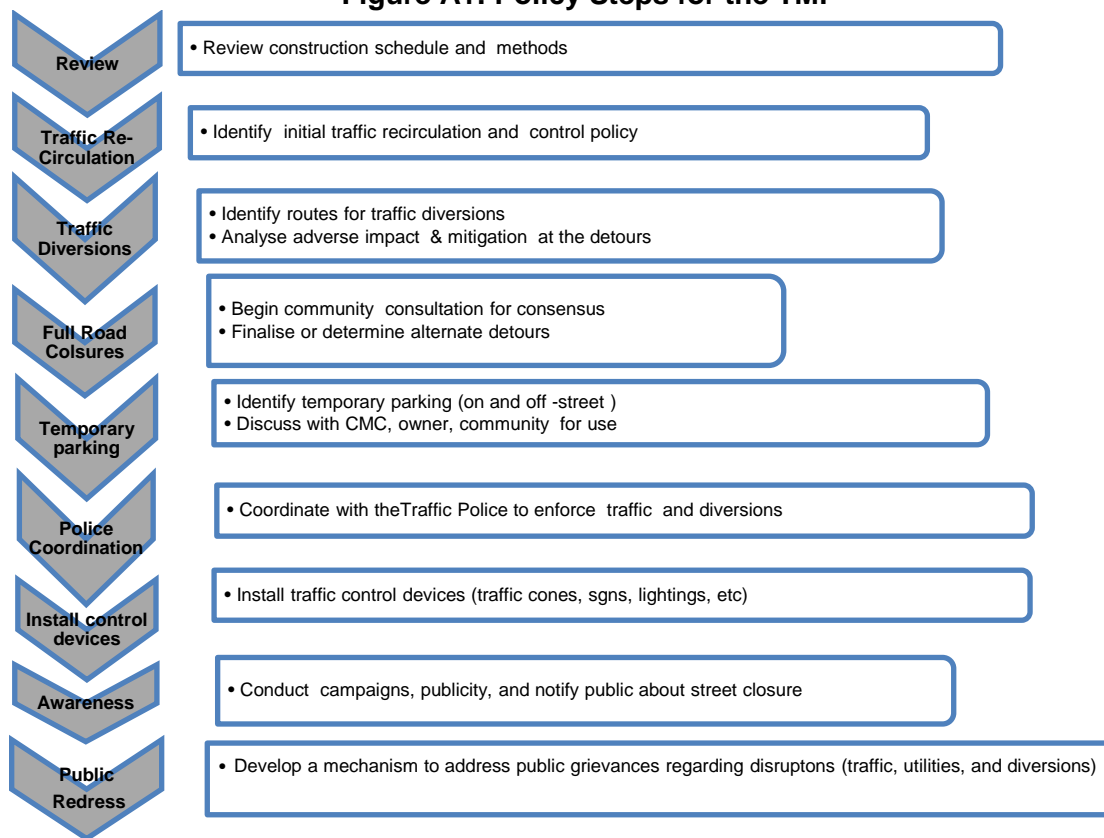 Figure A1: Policy Steps for the TMP
Review
• Review construction schedule and methods
Traffic Re-
Circulation
• Identify initial traffic recirculation and control policy
Traffic
Diversions
• Identify routes for traffic diversions
• Analyse adverse impact & mitigation at the detours
Full Road
Colsures
• Begin community consultation for consensus
• Finalise or determine alternate detours
Temporary
parking
• Identify temporary parking (on and off -street )
• Discuss with CMC, owner, community for use
Police
Coordination
• Coordinate with theTraffic Police to enforce traffic and diversions
Install control
devices
• Install traffic control devices (traffic cones, sgns, lightings, etc)
Awareness
• Conduct campaigns, publicity, and notify public about street closure
Public
Redress
• Develop a mechanism to address public grievances regarding disruptons (traffic, utilities, and diversions)